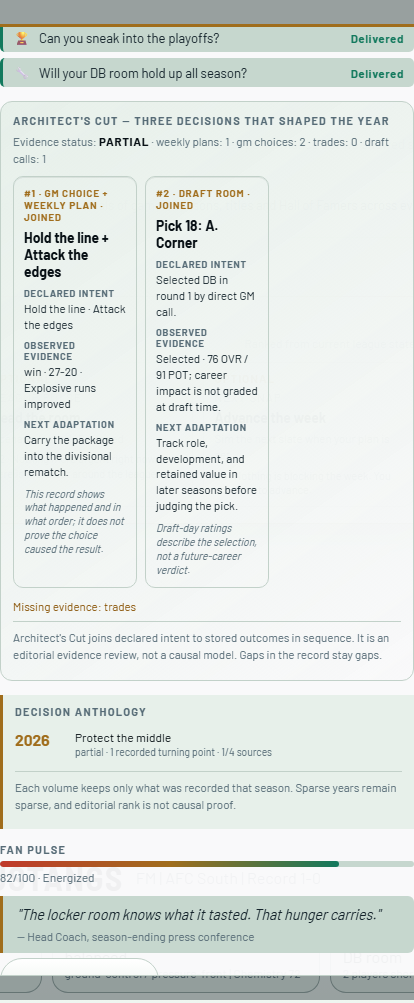 Can you sneak into the playoffs? Delivered
Will your DB room hold up all season? Delivered
ARCHITECT'S CUT — THREE DECISIONS THAT SHAPED THE YEAR
Evidence status: PARTIAL · weekly plans: 1 · gm choices: 2 · trades: 0 · draft
calls: 1
#1 · GM CHOICE +
WEEKLY PLAN ·
JOINED
Hold the line +
Attack the
edges
DECLARED INTENT
Hold the line · Attack
the edges
OBSERVED
EVIDENCE
win · 27-20 ·
Explosive runs
improved
NEXT ADAPTATION
Carry the package
into the divisional
rematch.
This record shows
what happened and in
what order; it does not
prove the choice
caused the result.
#2 · DRAFT ROOM ·
JOINED
Pick 18: A.
Corner
DECLARED INTENT
Selected DB in
round 1 by direct GM
call.
OBSERVED
EVIDENCE
Selected · 76 OVR /
91 POT; career
impact is not graded
at draft time.
NEXT ADAPTATION
Track role,
development, and
retained value in
later seasons before
judging the pick.
Draft-day ratings
describe the selection,
not a future-career
verdict.
Missing evidence: trades
Architect's Cut joins declared intent to stored outcomes in sequence. It is an
editorial evidence review, not a causal model. Gaps in the record stay gaps.
DECISION ANTHOLOGY
2026 Protect the middle
partial · 1 recorded turning point · 1/4 sources
Each volume keeps only what was recorded that season. Sparse years remain
sparse, and editorial rank is not causal proof.
FAN PULSE
82/100 · Energized
"The locker room knows what it tasted. That hunger carries."
— Head Coach, season-ending press conference
DB room